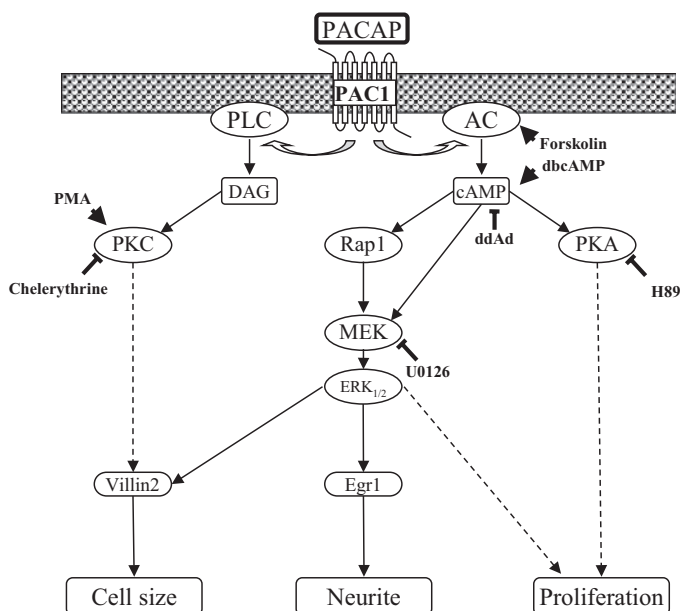 PACAP
PAC1
PLC
AC
Forskolin
dbcAMP
DAG
cAMP
PMA
PKC
Rap1
ddAd
PKA
Chelerythrine
H89
MEK
U0126
ERK1/2
Villin2
Egr1
Cell size
Neurite
Proliferation